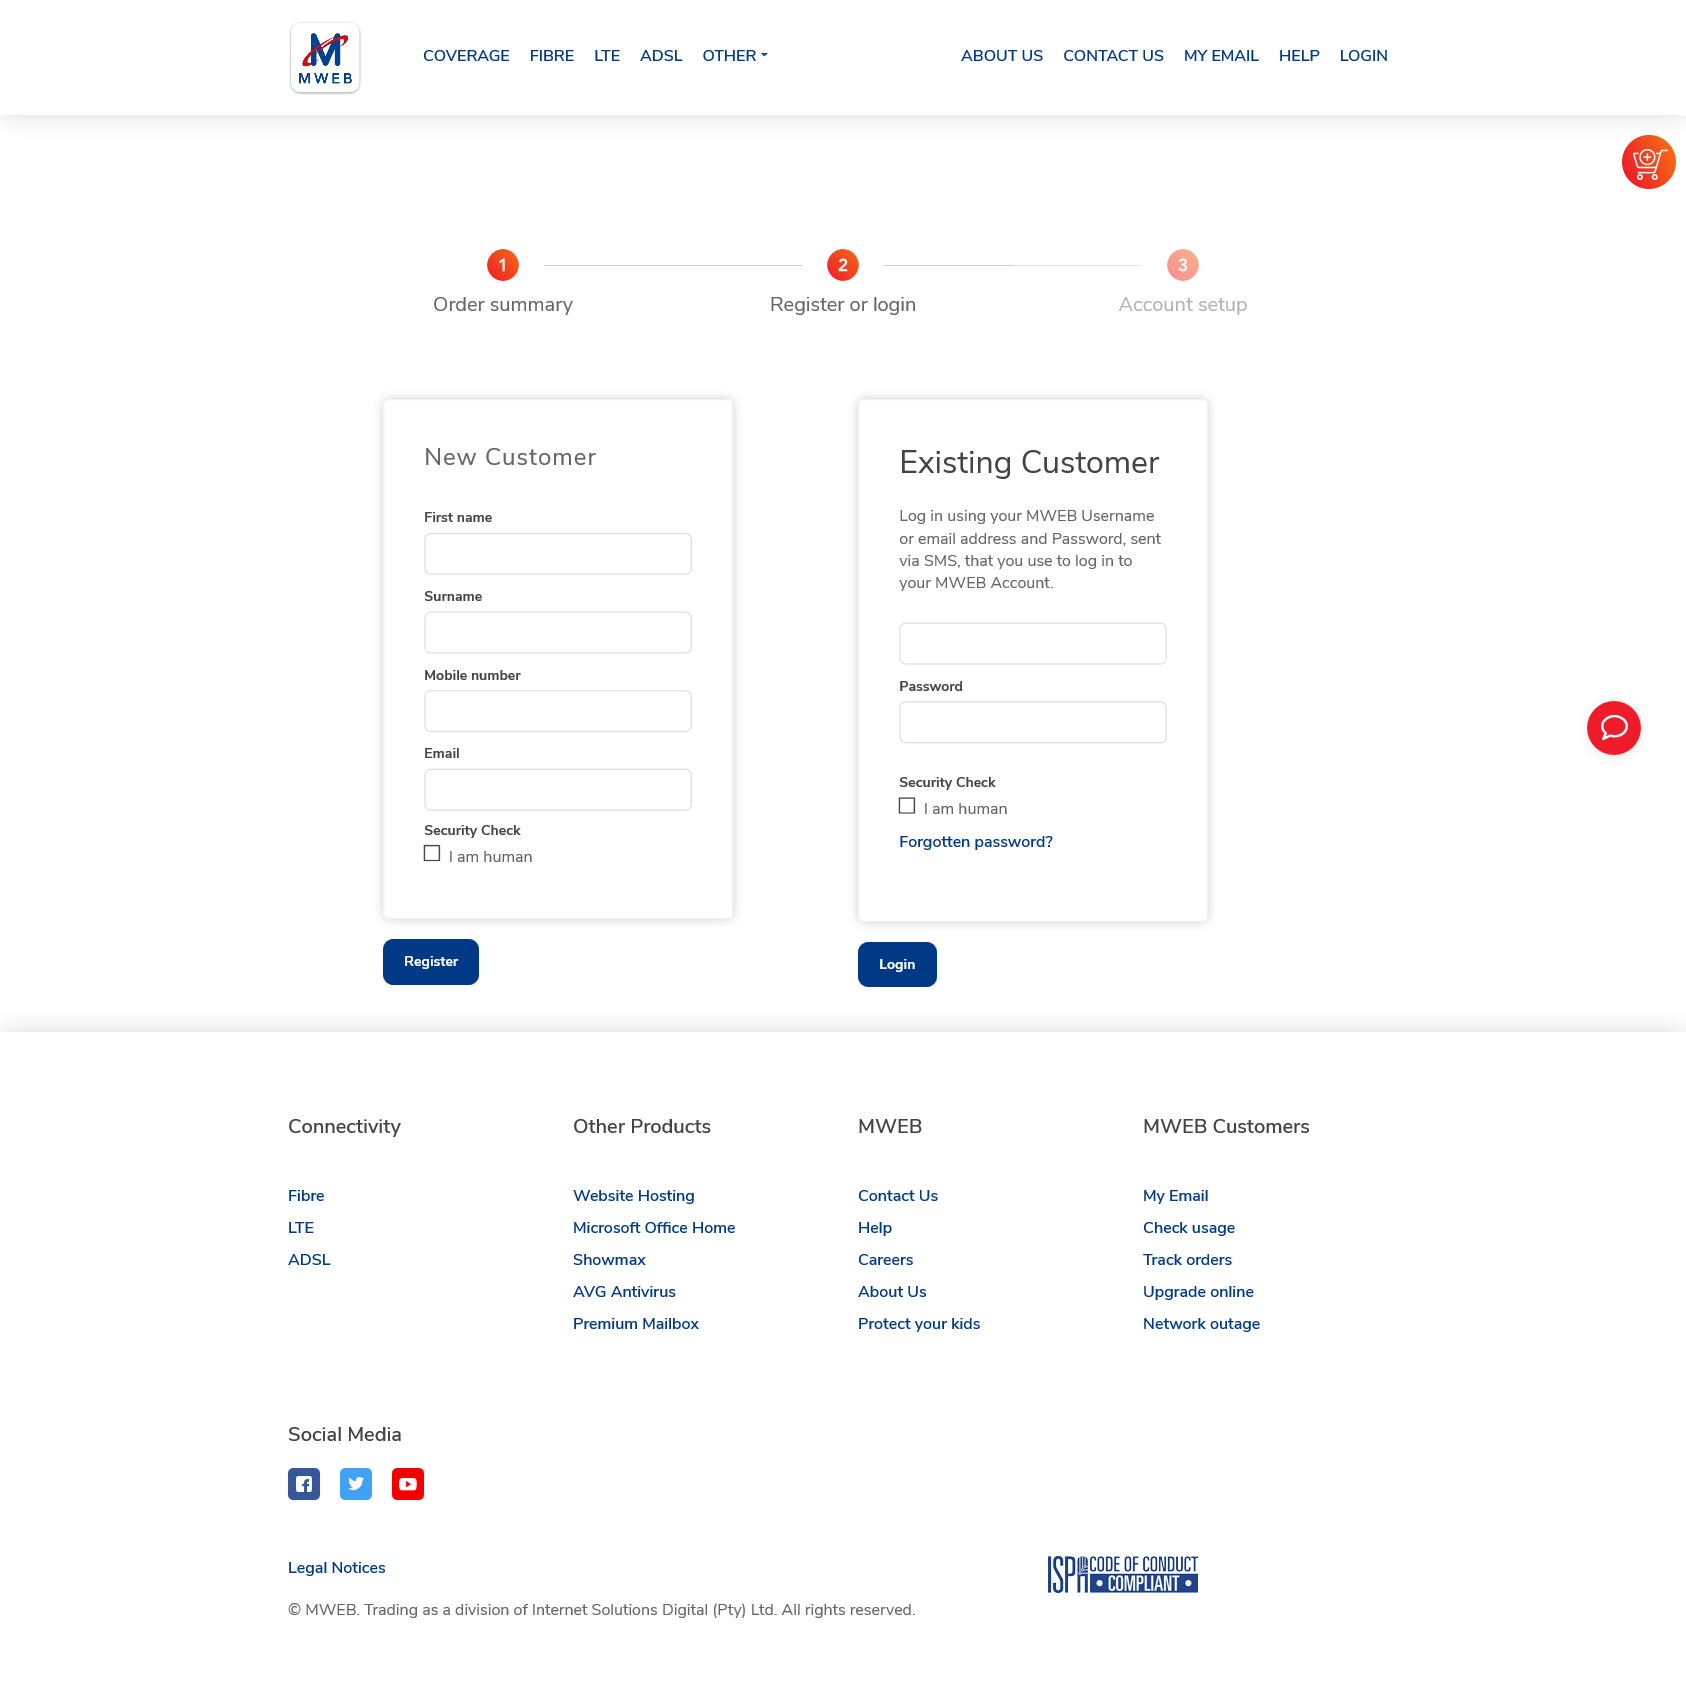 MWEB
COVERAGE FIBRE LTE ADSL OTHER
ABOUT US CONTACT US MY EMAIL HELP LOGIN
1 2 3
Order summary Register or login Account setup
New Customer
First name
Surname
Mobile number
Email
Security Check
I am human
Register
Existing Customer
Log in using your MWEB Username
or email address and Password, sent
via SMS, that you use to log in to
your MWEB Account.
Password
Security Check
I am human
Forgotten password?
Login
Connectivity
Fibre
LTE
ADSL
Other Products
Website Hosting
Microsoft Office Home
Showmax
AVG Antivirus
Premium Mailbox
MWEB
Contact Us
Help
Careers
About Us
Protect your kids
MWEB Customers
My Email
Check usage
Track orders
Upgrade online
Network outage
Social Media
Legal Notices
ISPA CODE OF CONDUCT
COMPLIANT
© MWEB. Trading as a division of Internet Solutions Digital (Pty) Ltd. All rights reserved.